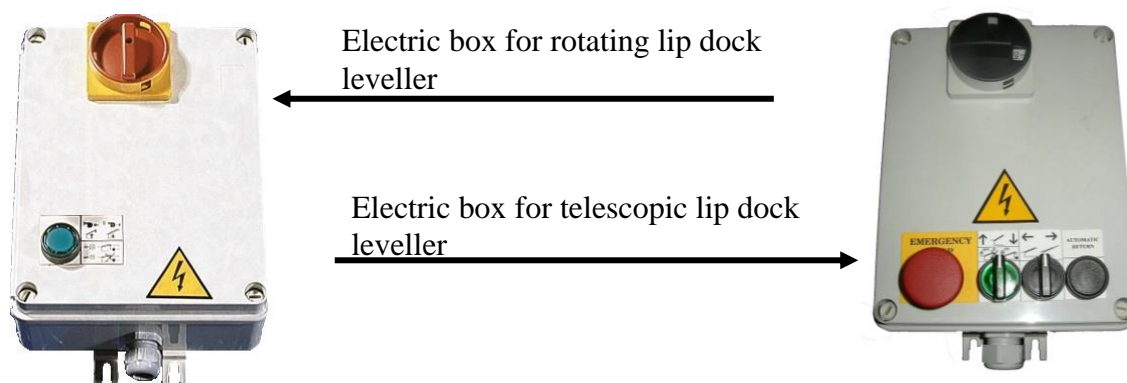 Electric box for rotating lip dock
leveller
Electric box for telescopic lip dock
leveller
EMERGENCY
AUTOMATIC
RETURN